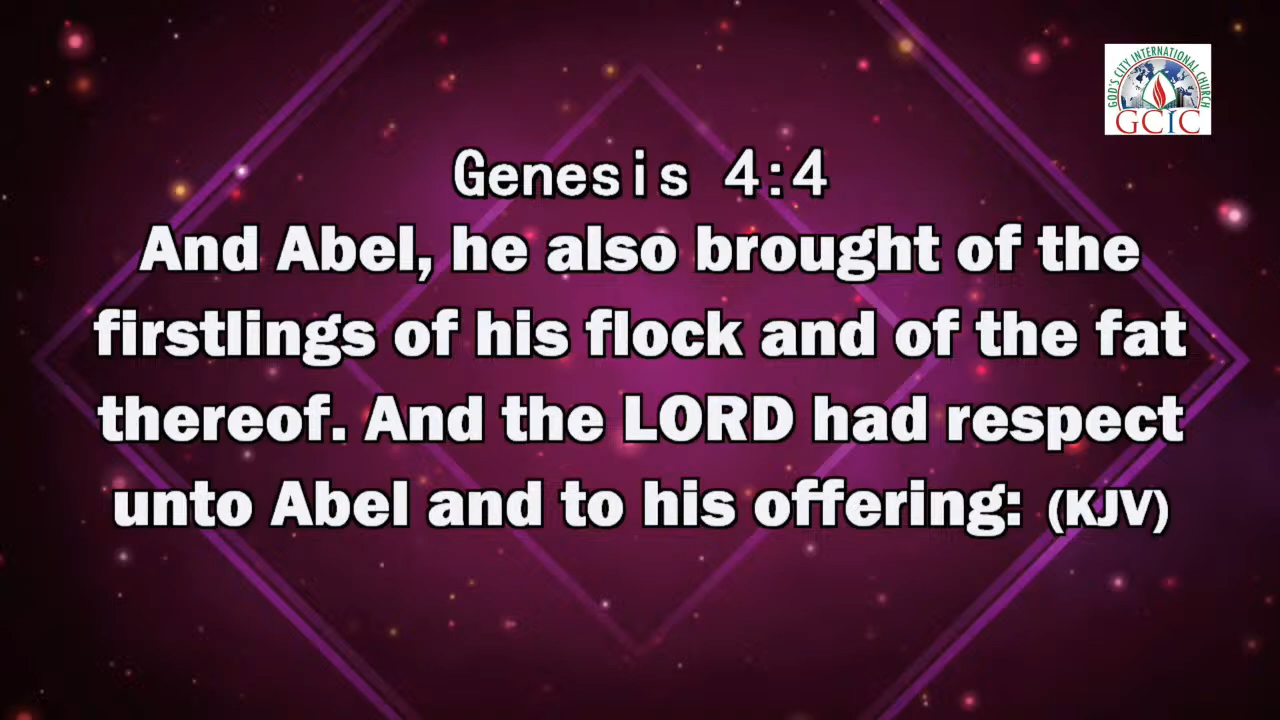 GOD'S CITY INTERNATIONAL CHURCH
GCIC
Genesis 4:4
And Abel, he also brought of the
firstlings of his flock and of the fat
thereof. And the LORD had respect
unto Abel and to his offering: (KJV)